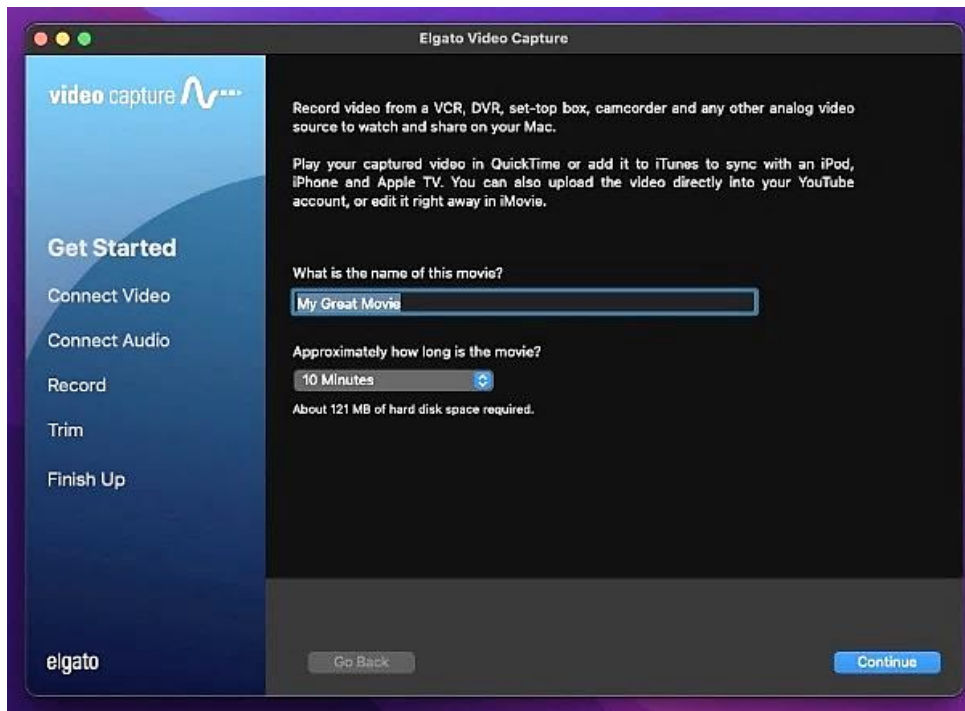 Elgato Video Capture
video capture
Record video from a VCR, DVR, set-top box, camcorder and any other analog video
source to watch and share on your Mac.
Play your captured video in QuickTime or add it to iTunes to sync with an iPod,
iPhone and Apple TV. You can also upload the video directly into your YouTube
account, or edit it right away in iMovie.
Get Started
Connect Video
Connect Audio
Record
Trim
Finish Up
What is the name of this movie?
My Great Movie
Approximately how long is the movie?
10 Minutes
About 121 MB of hard disk space required.
elgato
Go Back
Continue